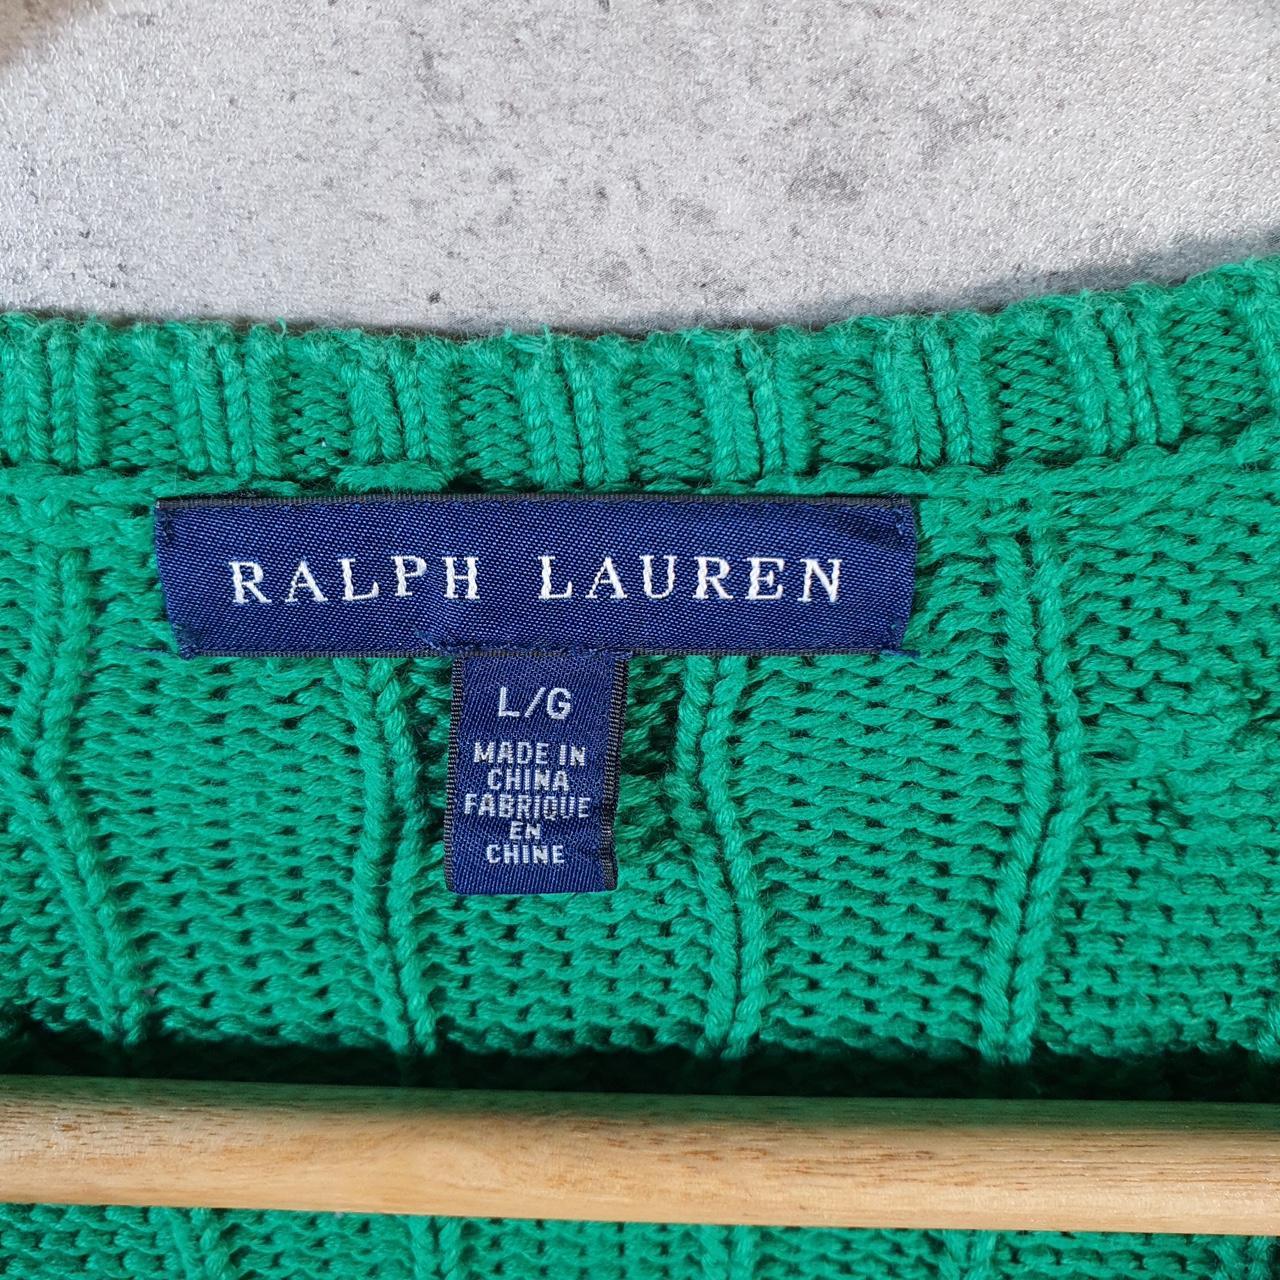 RALPH LAUREN
L/G
MADE IN
CHINA
FABRIQUE
EN
CHINE